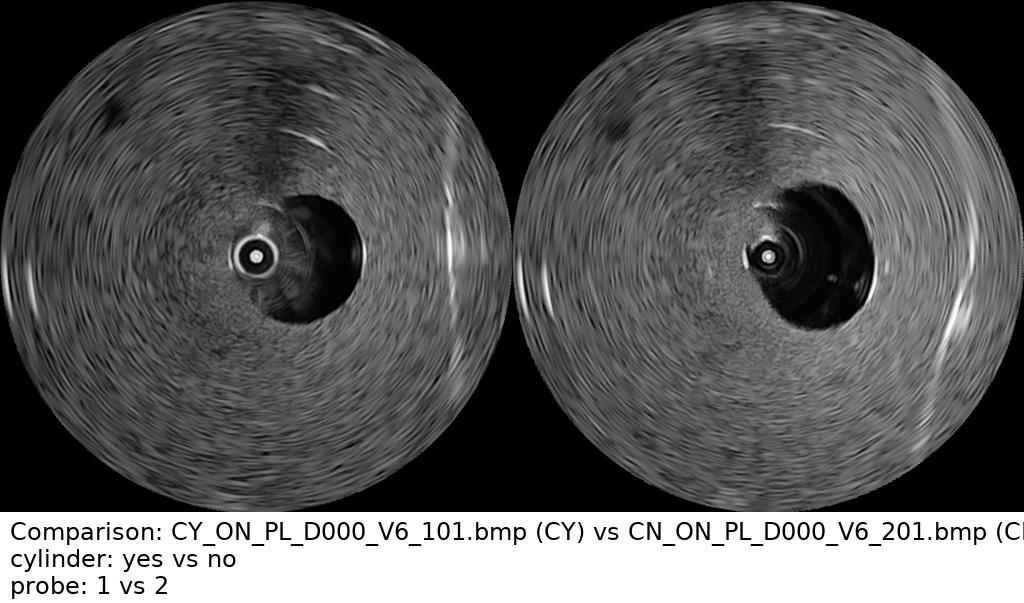 Comparison: CY_ON_PL_D000_V6_101.bmp (CY) vs CN_ON_PL_D000_V6_201.bmp
cylinder: yes vs no
probe: 1 vs 2